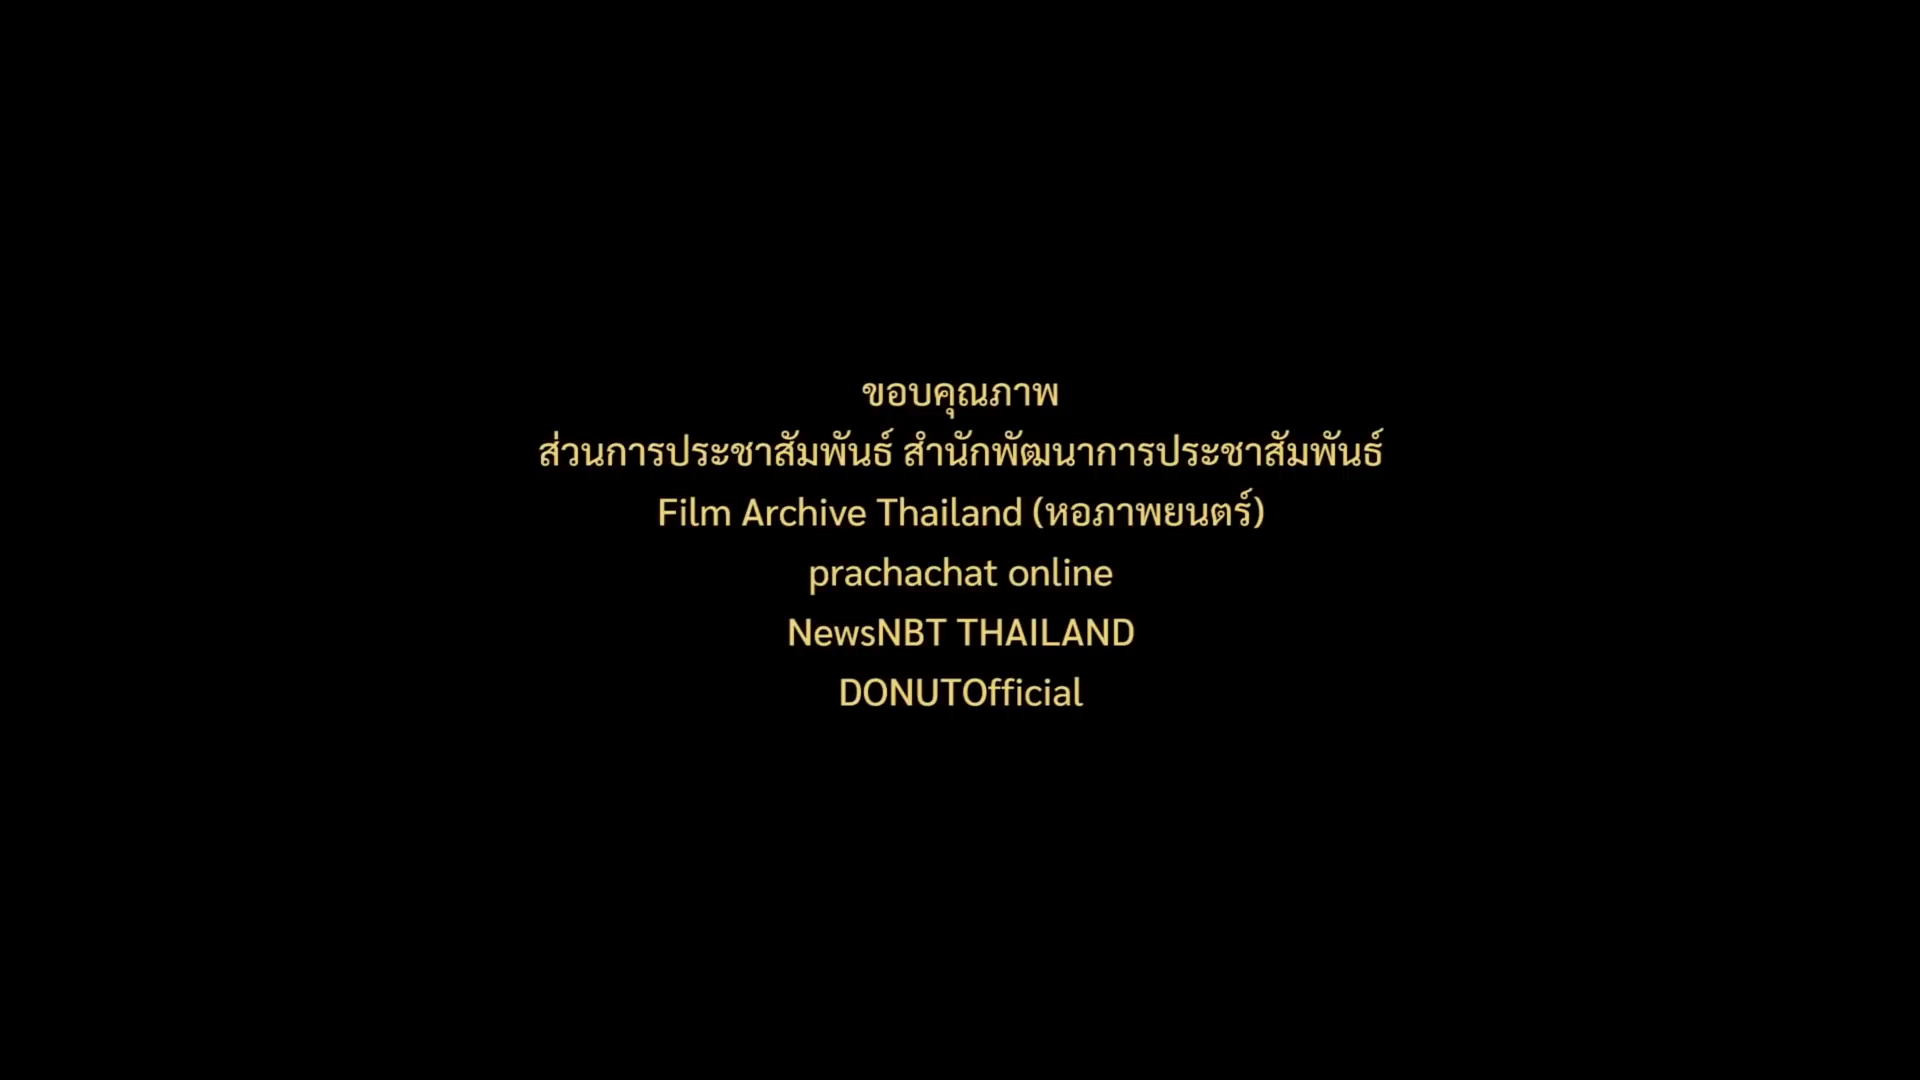 ขอบคุณภาพ
ส่วนการประชาสัมพันธ์ สำนักพัฒนาการประชาสัมพันธ์
Film Archive Thailand (หอภาพยนตร์)
prachachat online
NewsNBT THAILAND
DONUTOfficial